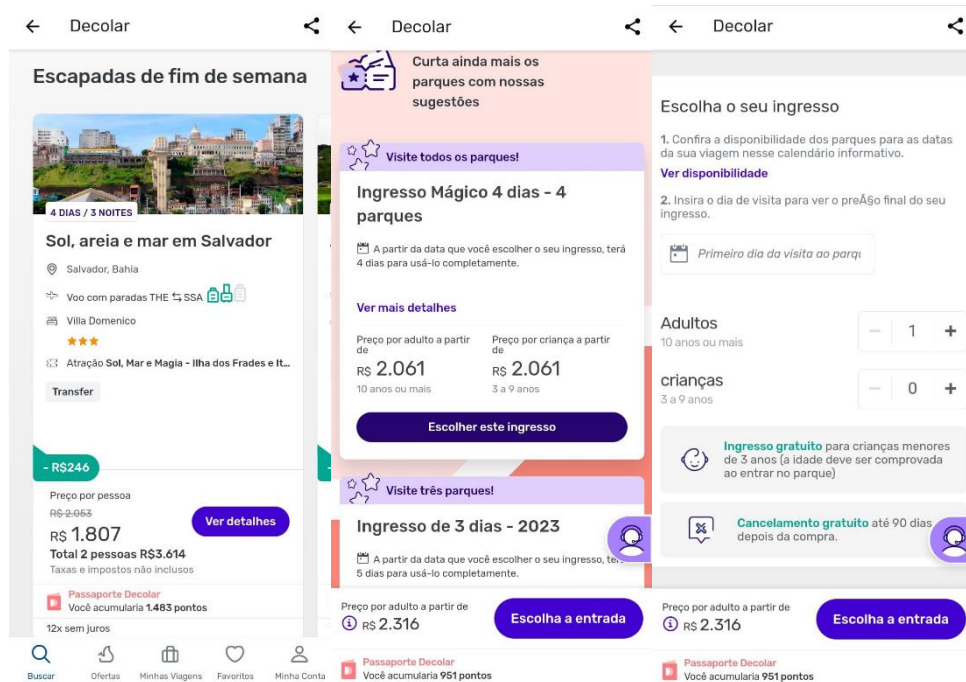 Decolar
Escapadas de fim de semana
4 DIAS / 3 NOITES
Sol, areia e mar em Salvador
Salvador, Bahia
Voo com paradas THE ⇆ SSA
Villa Domenico
Atração Sol, Mar e Magia - Ilha dos Frades e It...
Transfer
- R$246
Preço por pessoa
R$ 2.053
R$ 1.807
Ver detalhes
Total 2 pessoas R$3.614
Taxas e impostos não inclusos
Passaporte Decolar
Você acumularia 1.483 pontos
12x sem juros
Buscar
Ofertas
Minhas Viagens
Favoritos
Minha Conta
Decolar
Curta ainda mais os
parques com nossas
sugestões
Visite todos os parques!
Ingresso Mágico 4 dias - 4
parques
A partir da data que você escolher o seu ingresso, terá
4 dias para usá-lo completamente.
Ver mais detalhes
Preço por adulto a partir
de
R$ 2.061
10 anos ou mais
Preço por criança a partir
de
R$ 2.061
3 a 9 anos
Escolher este ingresso
Visite três parques!
Ingresso de 3 dias - 2023
A partir da data que você escolher o seu ingresso,
5 dias para usá-lo completamente.
Preço por adulto a partir de
R$ 2.316
Escolha a entrada
Passaporte Decolar
Você acumularia 951 pontos
Decolar
Escolha o seu ingresso
1. Confira a disponibilidade dos parques para as datas
da sua viagem nesse calendário informativo.
Ver disponibilidade
2. Insira o dia de visita para ver o preÃ§o final do seu
ingresso.
Primeiro dia da visita ao parqu
Adultos
10 anos ou mais
− 1 +
crianças
3 a 9 anos
− 0 +
Ingresso gratuito para crianças menores
de 3 anos (a idade deve ser comprovada
ao entrar no parque)
Cancelamento gratuito até 90 dias
depois da compra.
Preço por adulto a partir de
R$ 2.316
Escolha a entrada
Passaporte Decolar
Você acumularia 951 pontos